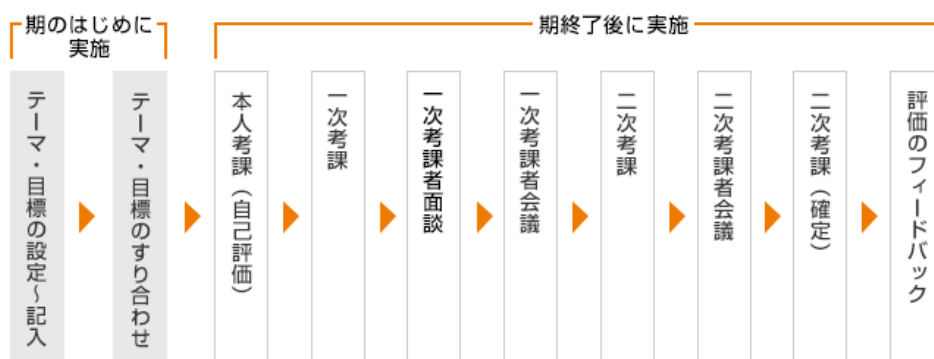 期のはじめに
実施
期終了後に実施
テーマ・目標の設定～記入
テーマ・目標のすり合わせ
本人考課（自己評価）
一次考課
一次考課者面談
一次考課者会議
二次考課
二次考課者会議
二次考課（確定）
評価のフィードバック